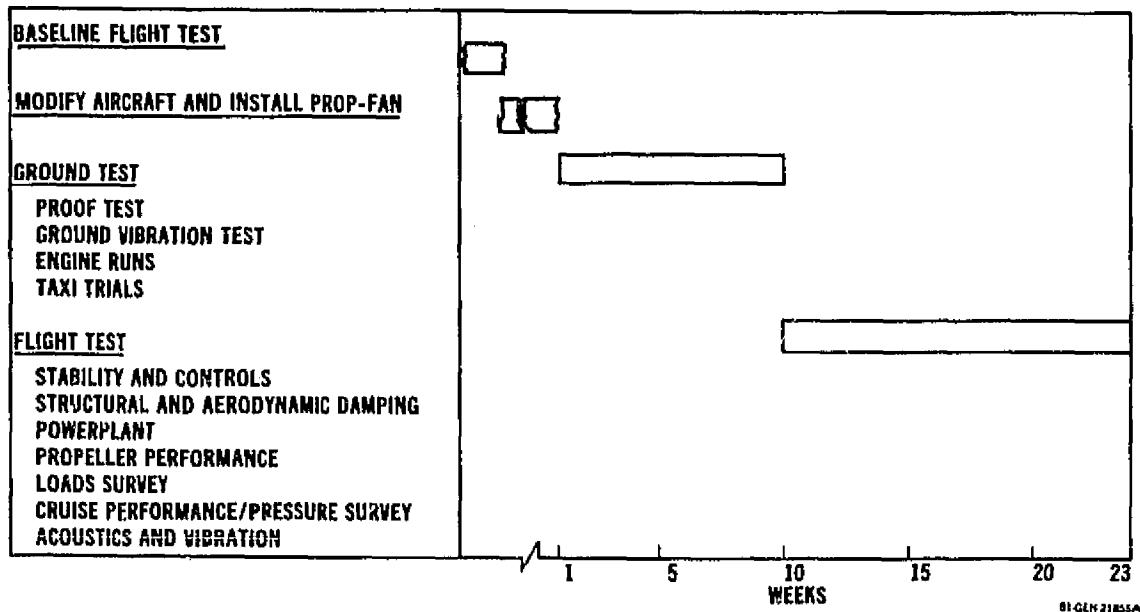 BASELINE FLIGHT TEST
MODIFY AIRCRAFT AND INSTALL PROP-FAN
GROUND TEST
PROOF TEST
GROUND VIBRATION TEST
ENGINE RUNS
TAXI TRIALS
FLIGHT TEST
STABILITY AND CONTROLS
STRUCTURAL AND AERODYNAMIC DAMPING
POWERPLANT
PROPELLER PERFORMANCE
LOADS SURVEY
CRUISE PERFORMANCE/PRESSURE SURVEY
ACOUSTICS AND VIBRATION
1 5 10 15 20 23
WEEKS